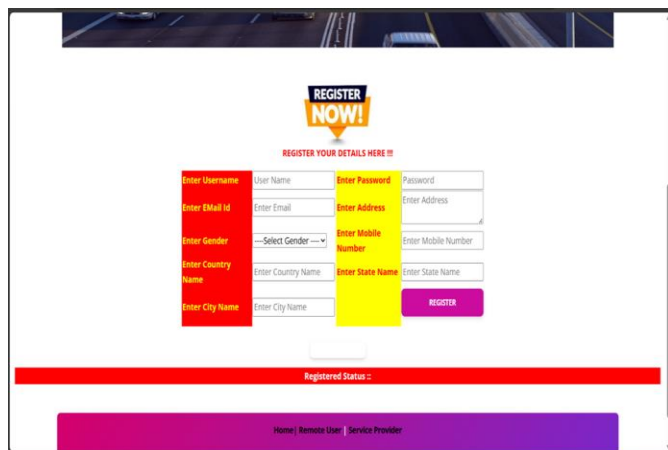 REGISTER
NOW!
REGISTER YOUR DETAILS HERE !!!
Enter Username User Name Enter Password Password
Enter EMail Id Enter Email Enter Address Enter Address
Enter Gender ----Select Gender ---- Enter Mobile Number Enter Mobile Number
Enter Country Name Enter Country Name Enter State Name Enter State Name
Enter City Name Enter City Name REGISTER
Registered Status ::
Home| Remote User | Service Provider